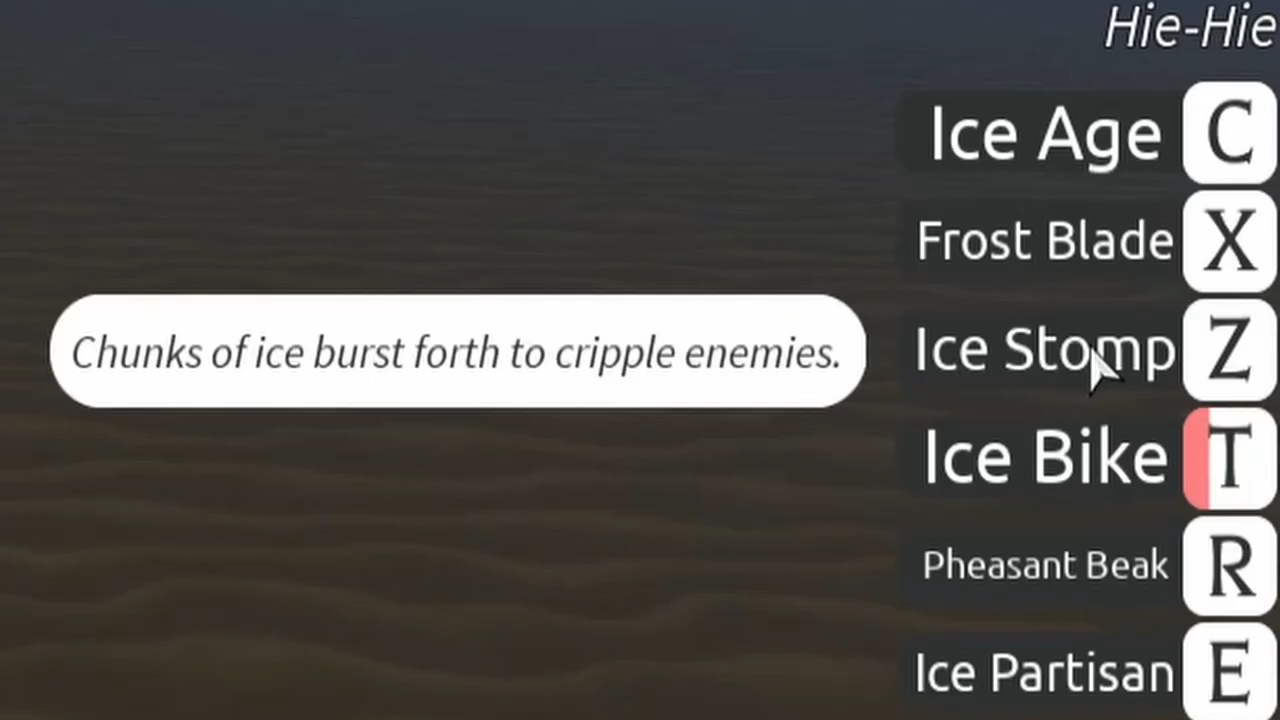 Hie-Hie
Ice Age C
Frost Blade X
Chunks of ice burst forth to cripple enemies.
Ice Stomp Z
Ice Bike T
Pheasant Beak R
Ice Partisan E